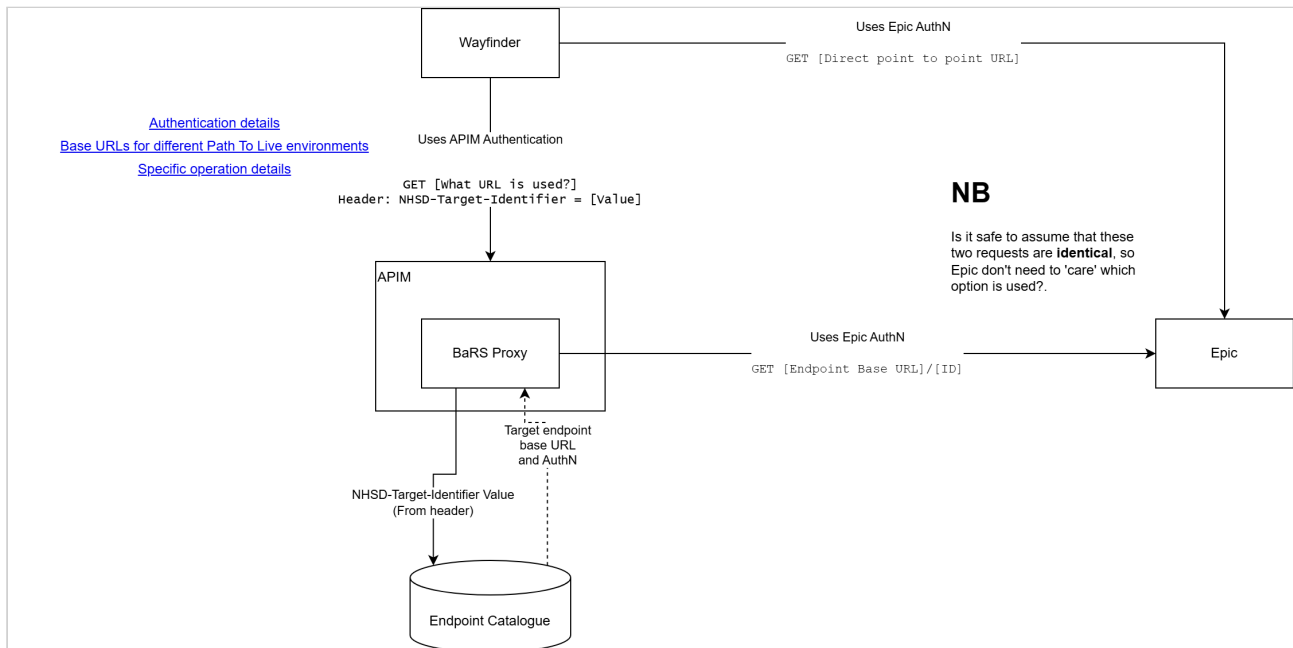 Wayfinder
Uses Epic AuthN
GET [Direct point to point URL]
Authentication details
Base URLs for different Path To Live environments
Specific operation details
Uses APIM Authentication
GET [What URL is used?]
Header: NHSD-Target-Identifier = [Value]
NB
Is it safe to assume that these
two requests are identical, so
Epic don't need to 'care' which
option is used?.
APIM
BaRS Proxy
Uses Epic AuthN
GET [Endpoint Base URL]/[ID]
Epic
Target endpoint
base URL
and AuthN
NHSD-Target-Identifier Value
(From header)
Endpoint Catalogue